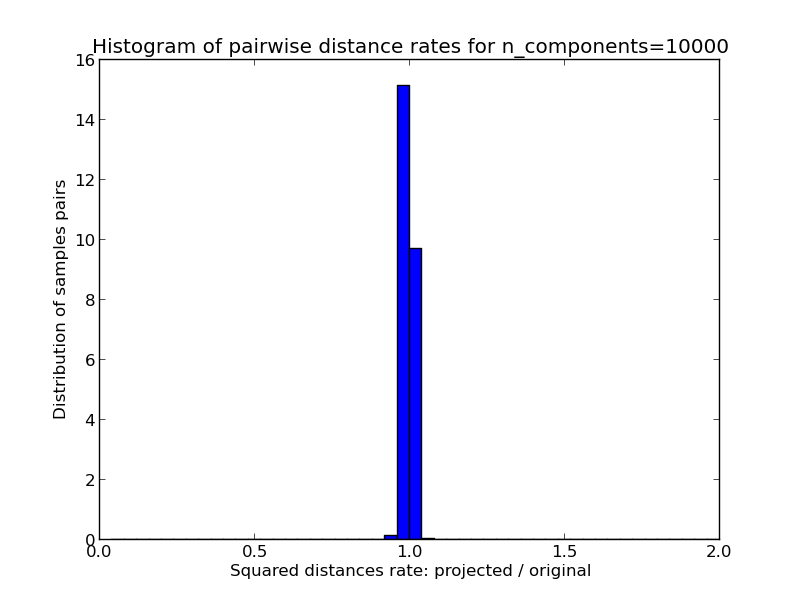 Histogram of pairwise distance rates for n_components=10000
Distribution of samples pairs
16
14
12
10
8
6
4
2
0
0.0 0.5 1.0 1.5 2.0
Squared distances rate: projected / original